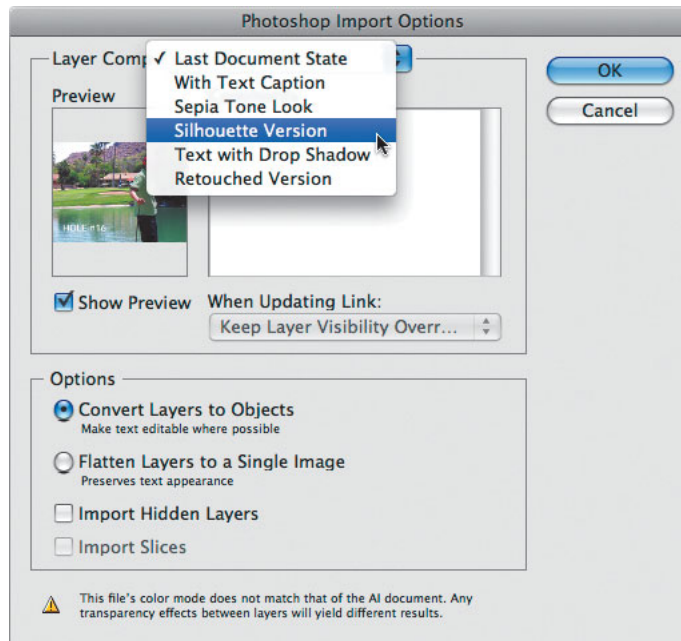 Photoshop Import Options
Layer Comp
✓ Last Document State
With Text Caption
Sepia Tone Look
Silhouette Version
Text with Drop Shadow
Retouched Version
OK
Cancel
Preview
HOLE #16
Show Preview
When Updating Link:
Keep Layer Visibility Overr...
Options
Convert Layers to Objects
Make text editable where possible
Flatten Layers to a Single Image
Preserves text appearance
Import Hidden Layers
Import Slices
This file's color mode does not match that of the AI document. Any
transparency effects between layers will yield different results.